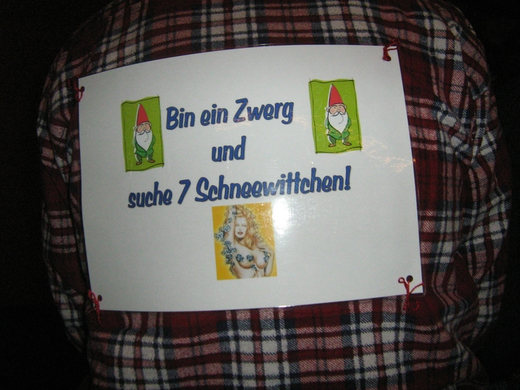 Bin ein Zwerg
und
suche 7 Schneewittchen!